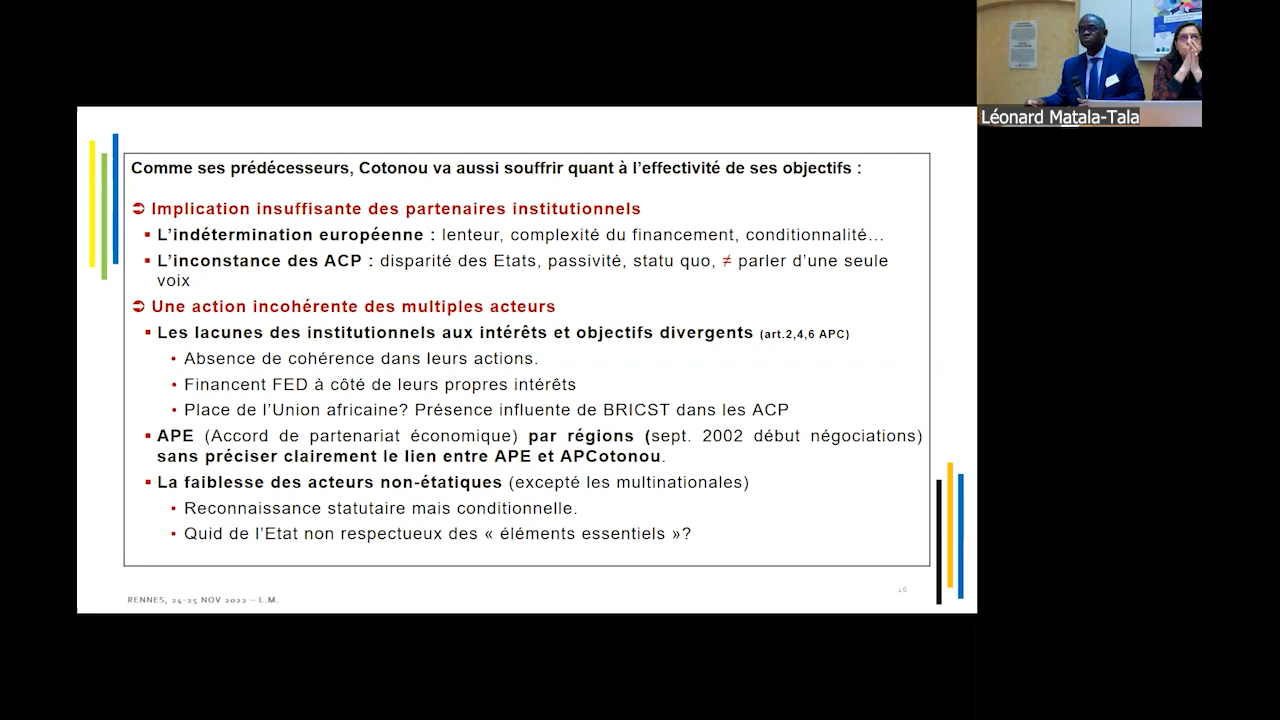 Léonard Matala-Tala
Comme ses prédécesseurs, Cotonou va aussi souffrir quant à l'effectivité de ses objectifs :
➲ Implication insuffisante des partenaires institutionnels
▪ L'indétermination européenne : lenteur, complexité du financement, conditionnalité…
▪ L'inconstance des ACP : disparité des Etats, passivité, statu quo, ≠ parler d'une seule
voix
➲ Une action incohérente des multiples acteurs
▪ Les lacunes des institutionnels aux intérêts et objectifs divergents (art.2,4,6 APC)
• Absence de cohérence dans leurs actions.
• Financent FED à côté de leurs propres intérêts
• Place de l'Union africaine? Présence influente de BRICST dans les ACP
▪ APE (Accord de partenariat économique) par régions (sept. 2002 début négociations)
sans préciser clairement le lien entre APE et APCotonou.
▪ La faiblesse des acteurs non-étatiques (excepté les multinationales)
• Reconnaissance statutaire mais conditionnelle.
• Quid de l'Etat non respectueux des « éléments essentiels »?
RENNES, 24-25 NOV 2022 – L.M.
16